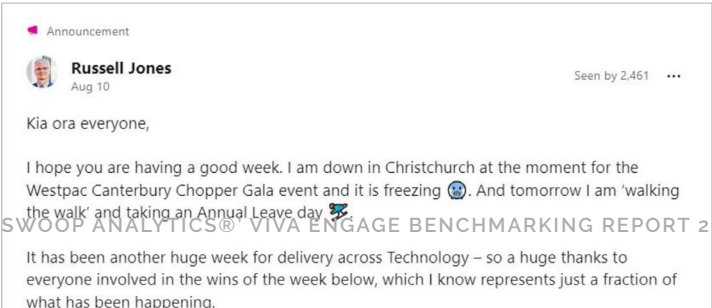 Announcement
Russell Jones
Aug 10
Seen by 2,461
Kia ora everyone,
I hope you are having a good week. I am down in Christchurch at the moment for the
Westpac Canterbury Chopper Gala event and it is freezing 🥶. And tomorrow I am ‘walking
the walk’ and taking an Annual Leave day
SWOOP ANALYTICS®’ VIVA ENGAGE BENCHMARKING REPORT 2
It has been another huge week for delivery across Technology – so a huge thanks to
everyone involved in the wins of the week below, which I know represents just a fraction of
what has been happening.